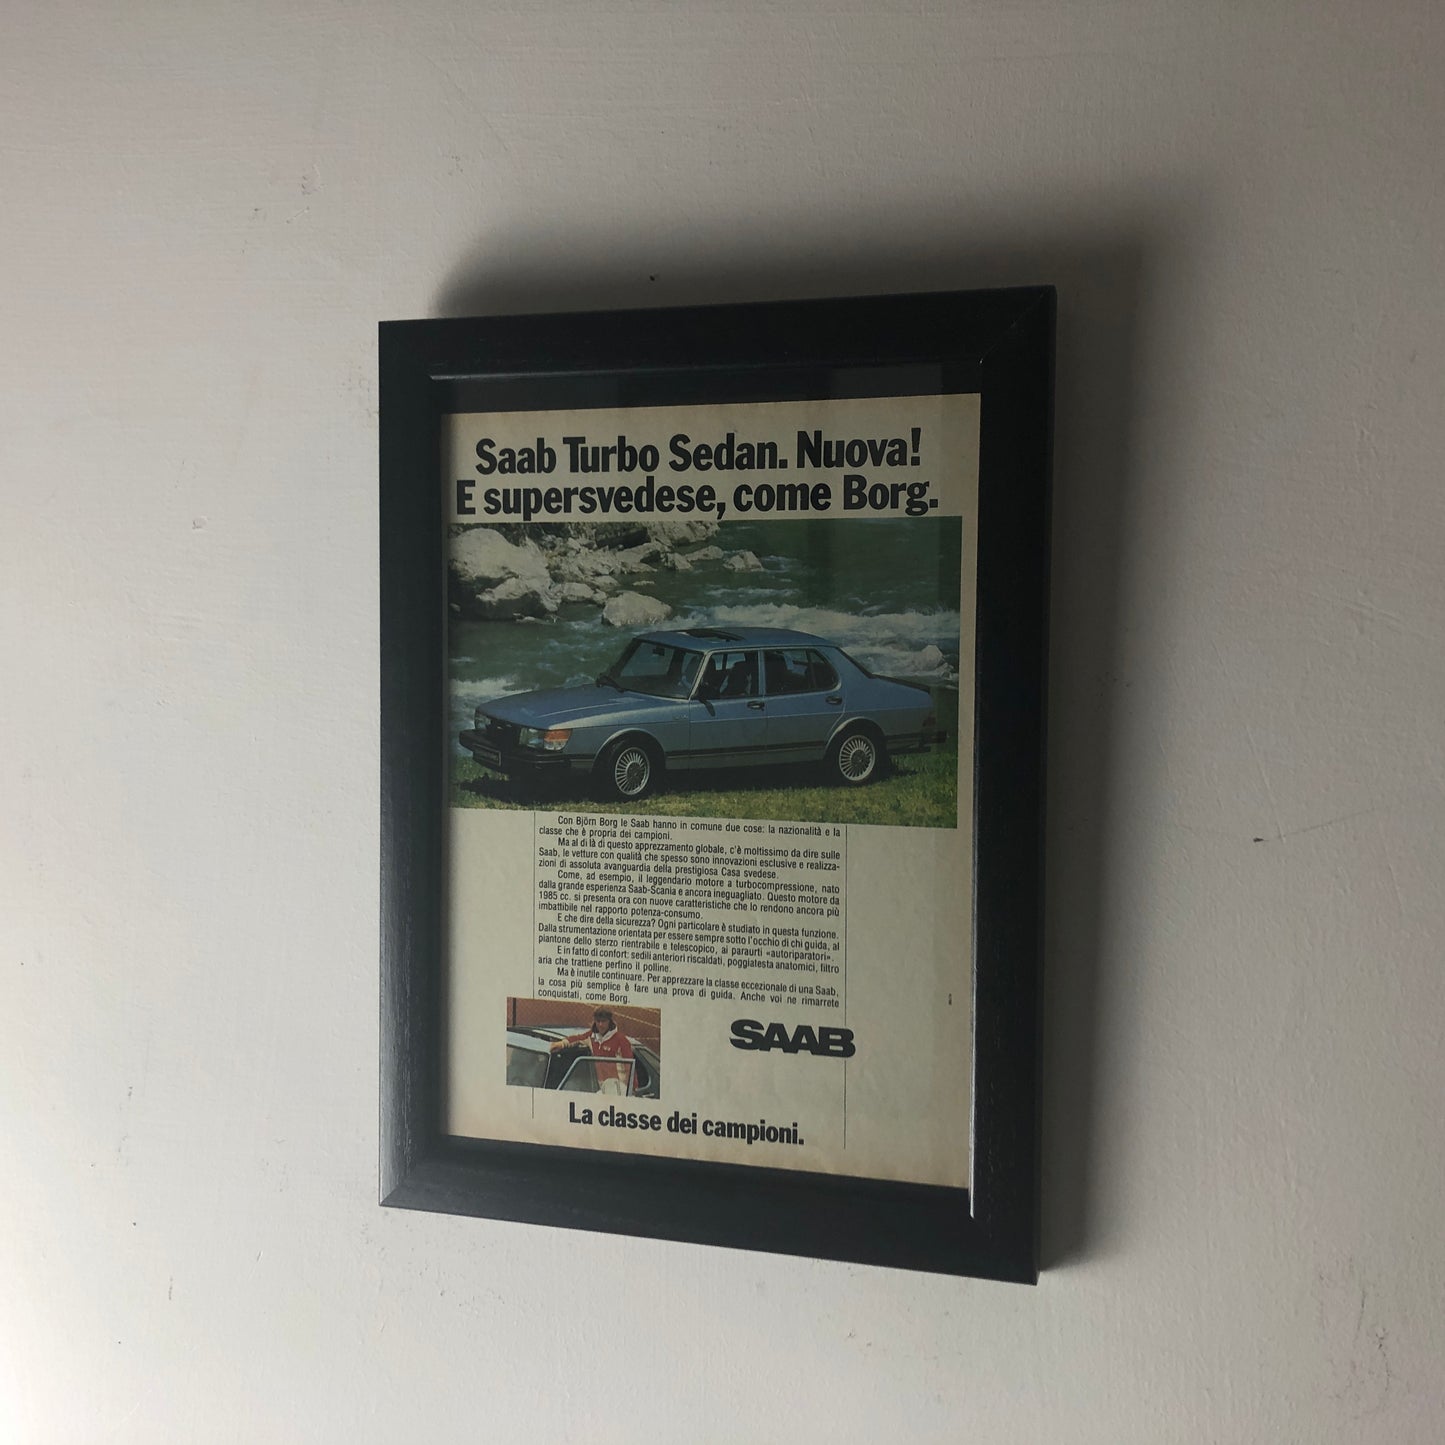 Saab Turbo Sedan. Nuova!
E supersvedese, come Borg.
Con Björn Borg le Saab hanno in comune due cose: la nazionalità e la
classe che è propria dei campioni.
Ma al di là di questo apprezzamento globale, c'è moltissimo da dire sulle
Saab, le vetture con qualità che spesso sono innovazioni esclusive e realizza-
zioni di assoluta avanguardia della prestigiosa Casa svedese.
Come, ad esempio, il leggendario motore a turbocompressione, nato
dalla grande esperienza Saab-Scania e ancora ineguagliato. Questo motore da
1985 cc. si presenta ora con nuove caratteristiche che lo rendono ancora più
imbattibile nel rapporto potenza-consumo.
E che dire della sicurezza? Ogni particolare è studiato in questa funzione.
Dalla strumentazione orientata per essere sempre sotto l'occhio di chi guida, al
piantone dello sterzo rientrabile e telescopico, ai paraurti «autoriparatori».
E in fatto di confort: sedili anteriori riscaldati, poggiatesta anatomici, filtro
aria che trattiene perfino il polline.
Ma è inutile continuare. Per apprezzare la classe eccezionale di una Saab,
la cosa più semplice è fare una prova di guida. Anche voi ne rimarrete
conquistati, come Borg.
SAAB
La classe dei campioni.